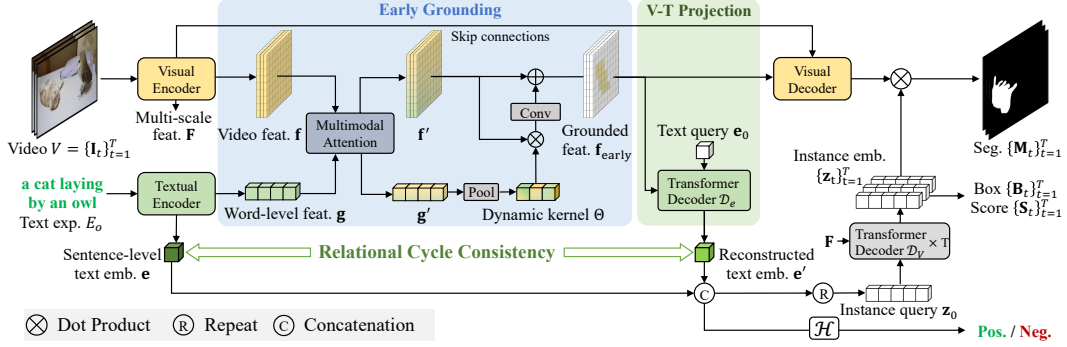 Early Grounding
V-T Projection
Skip connections
Visual
Encoder
Multi-scale
feat. F
Video V = {I_t}_{t=1}^T
Video feat. f
Multimodal
Attention
f′
Conv
Grounded
feat. f_early
Text query e_0
Visual
Decoder
Seg. {M_t}_{t=1}^T
a cat laying
by an owl
Text exp. E_o
Textual
Encoder
Word-level feat. g
g′
Pool
Dynamic kernel Θ
Transformer
Decoder 𝒟_e
Instance emb.
{z_t}_{t=1}^T
Box {B_t}_{t=1}^T
Score {S_t}_{t=1}^T
F
Transformer
Decoder 𝒟_V × T
Sentence-level
text emb. e
Relational Cycle Consistency
Reconstructed
text emb. e′
C
R
Instance query z_0
ℋ
Pos. / Neg.
⊗ Dot Product
R Repeat
C Concatenation